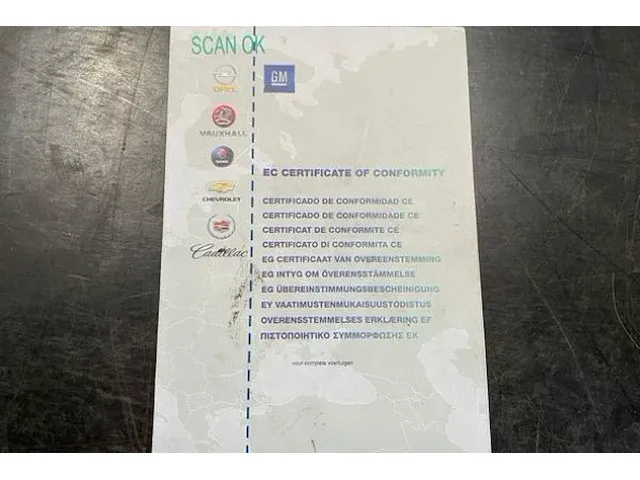 SCAN OK
OPEL
GM
VAUXHALL
SAAB
CHEVROLET
Cadillac
EC CERTIFICATE OF CONFORMITY
CERTIFICADO DE CONFORMIDAD CE
CERTIFICADO DE CONFORMIDADE CE
CERTIFICAT DE CONFORMITE CE
CERTIFICATO DI CONFORMITA CE
EG CERTIFICAAT VAN OVEREENSTEMMING
EG INTYG OM ÖVERENSSTÄMMELSE
EG ÜBEREINSTIMMUNGSBESCHEINIGUNG
EY VAATIMUSTENMUKAISUUSTODISTUS
OVERENSSTEMMELSES ERKLÆRING EF
ΠΙΣΤΟΠΟΙΗΤΙΚΟ ΣΥΜΜΟΡΦΩΣΗΣ ΕΚ
voor complete voertuigen